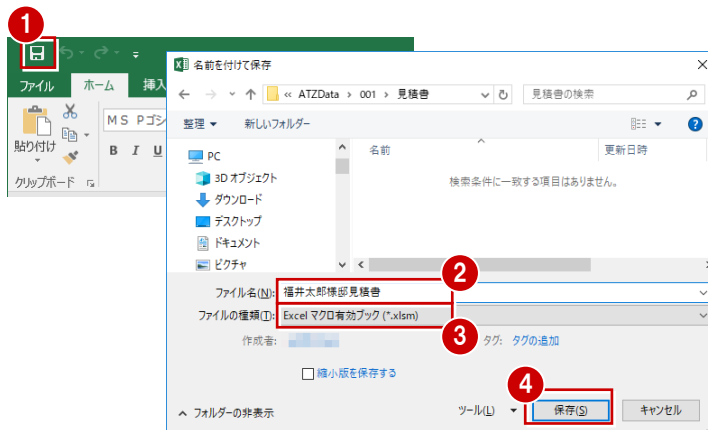 1
ファイル ホーム 挿入
MS Pゴシ
貼り付け
B I U
クリップボード
名前を付けて保存
« ATZData › 001 › 見積書
見積書の検索
整理 新しいフォルダー
名前 更新日時
検索条件に一致する項目はありません。
PC
3D オブジェクト
ダウンロード
デスクトップ
ドキュメント
ピクチャ
2
ファイル名(N): 福井太郎様邸見積書
ファイルの種類(T): Excel マクロ有効ブック (*.xlsm)
3
作成者:
タグ: タグの追加
縮小版を保存する
4
フォルダーの非表示
ツール(L) 保存(S) キャンセル